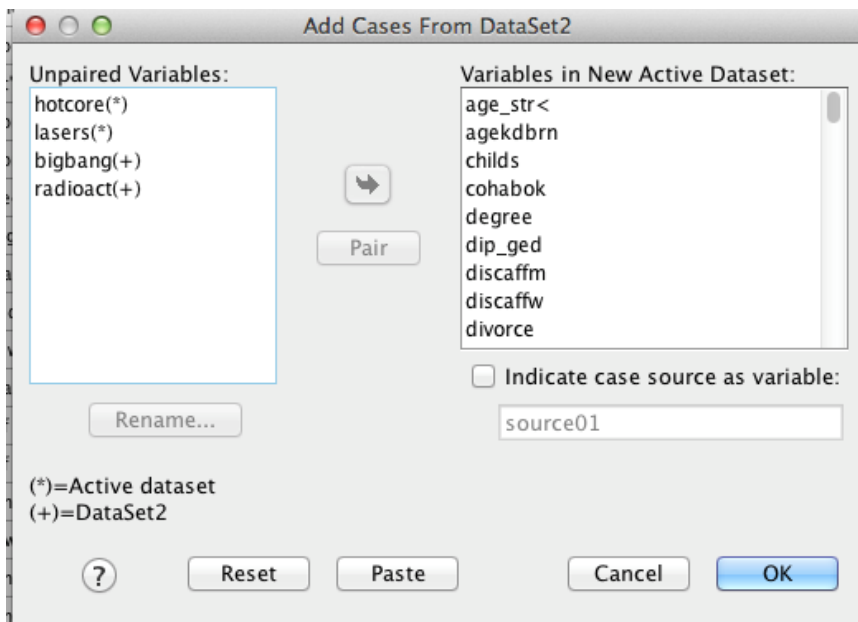 Add Cases From DataSet2
Unpaired Variables:
hotcore(*)
lasers(*)
bigbang(+)
radioact(+)
Pair
Rename...
(*)=Active dataset
(+)=DataSet2
Variables in New Active Dataset:
age_str<
agekdbrn
childs
cohabok
degree
dip_ged
discaffm
discaffw
divorce
Indicate case source as variable:
source01
?
Reset
Paste
Cancel
OK